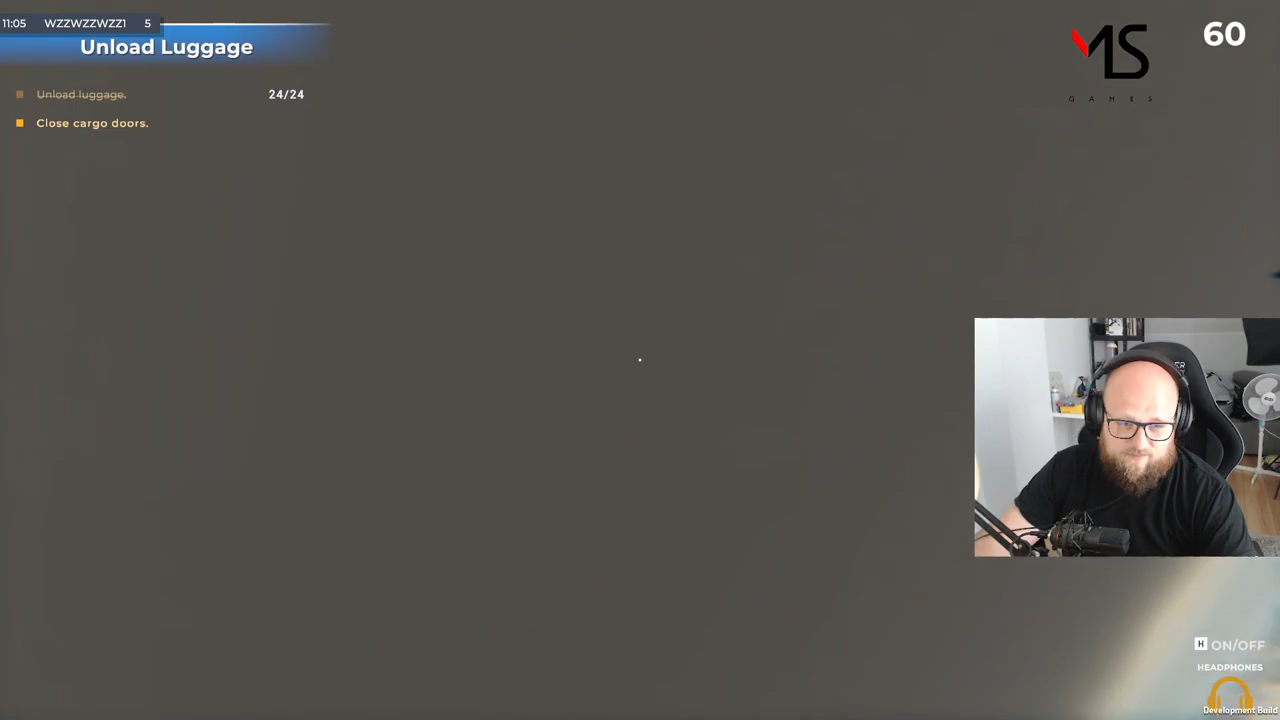 11:05 WZZWZZWZZ1 5
60
Unload Luggage
MS
GAMES
Unload luggage. 24/24
Close cargo doors.
H ON/OFF
HEADPHONES
Development Build